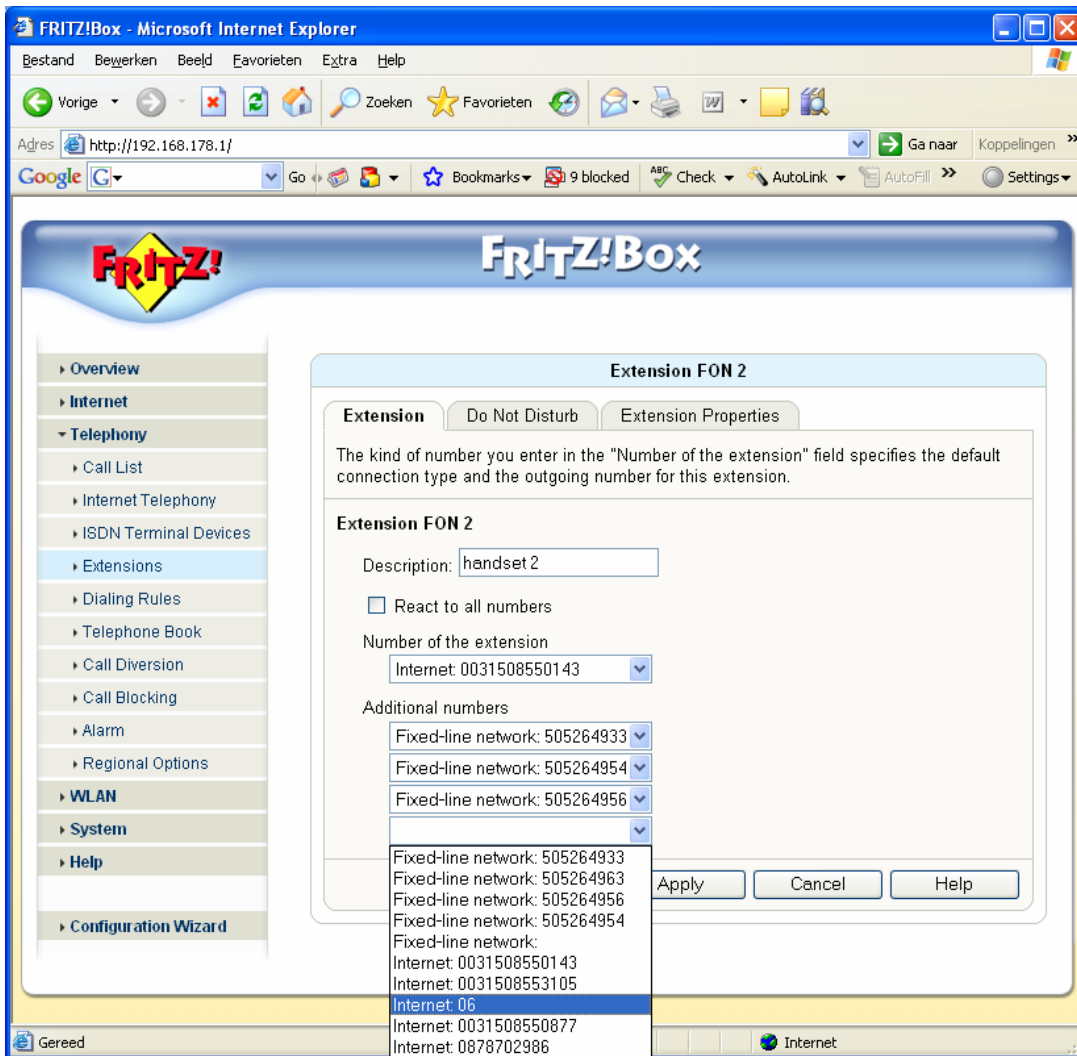 FRITZ!Box - Microsoft Internet Explorer
Bestand Bewerken Beeld Favorieten Extra Help
Vorige Zoeken Favorieten
Adres http://192.168.178.1/ Ga naar Koppelingen »
Google G Go Bookmarks 9 blocked ABC Check AutoLink AutoFill » Settings
FRITZ!
FRITZ!Box
Overview
Internet
Telephony
Call List
Internet Telephony
ISDN Terminal Devices
Extensions
Dialing Rules
Telephone Book
Call Diversion
Call Blocking
Alarm
Regional Options
WLAN
System
Help
Configuration Wizard
Extension FON 2
Extension Do Not Disturb Extension Properties
The kind of number you enter in the "Number of the extension" field specifies the default
connection type and the outgoing number for this extension.
Extension FON 2
Description: handset 2
React to all numbers
Number of the extension
Internet: 0031508550143
Additional numbers
Fixed-line network: 505264933
Fixed-line network: 505264954
Fixed-line network: 505264956
Fixed-line network: 505264933
Fixed-line network: 505264963
Fixed-line network: 505264956
Fixed-line network: 505264954
Fixed-line network:
Internet: 0031508550143
Internet: 0031508553105
Internet: 06
Internet: 0031508550877
Internet: 0878702986
Apply Cancel Help
Gereed Internet